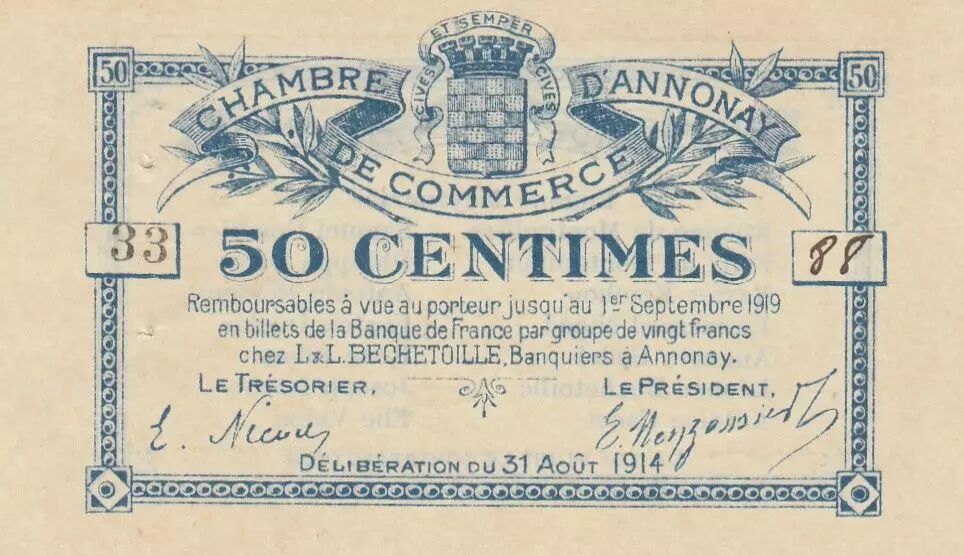 ET SEMPER
CIVES CIVES
50 50
CHAMBRE D'ANNONAY
DE COMMERCE
33 50 CENTIMES 88
Remboursables à vue au porteur jusqu'au 1er Septembre 1919
en billets de la Banque de France par groupe de vingt francs
chez L. & L. BECHETOILLE, Banquiers à Annonay.
LE TRÉSORIER, LE PRÉSIDENT,
DÉLIBÉRATION DU 31 AOÛT 1914